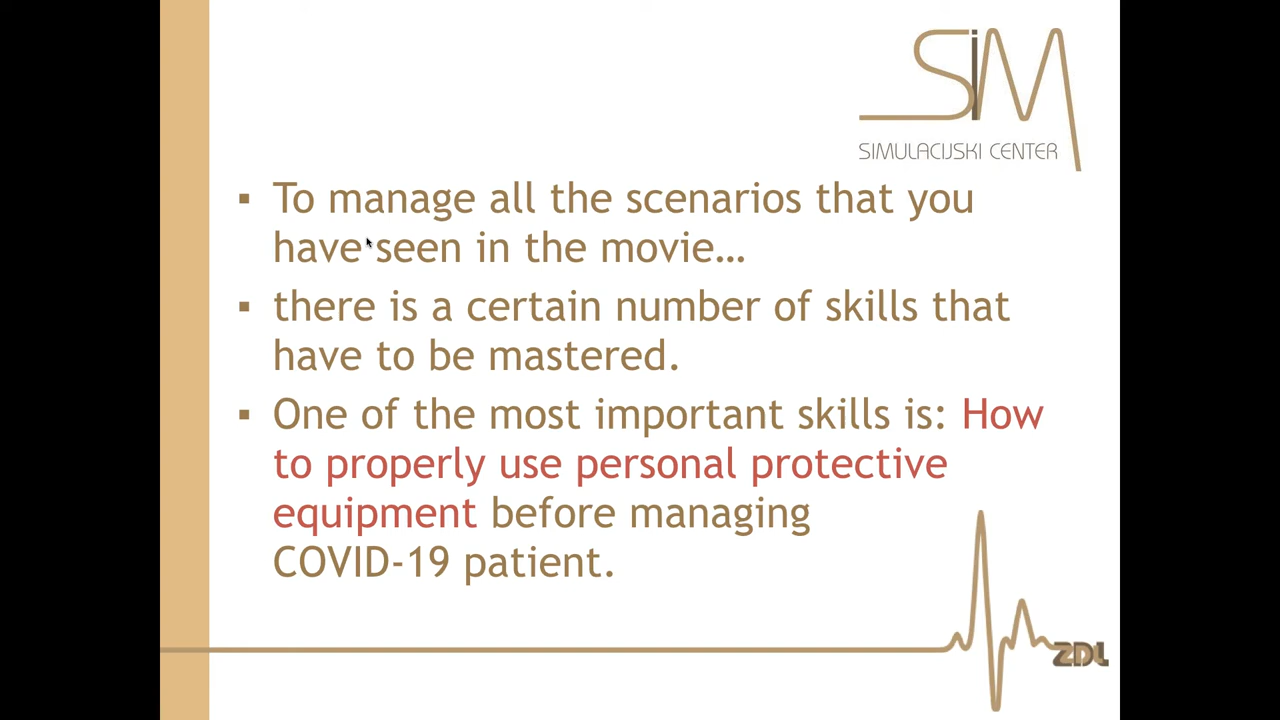 SiM
SIMULACIJSKI CENTER
▪ To manage all the scenarios that you
have seen in the movie…
▪ there is a certain number of skills that
have to be mastered.
▪ One of the most important skills is: How
to properly use personal protective
equipment before managing
COVID-19 patient.
ZDL